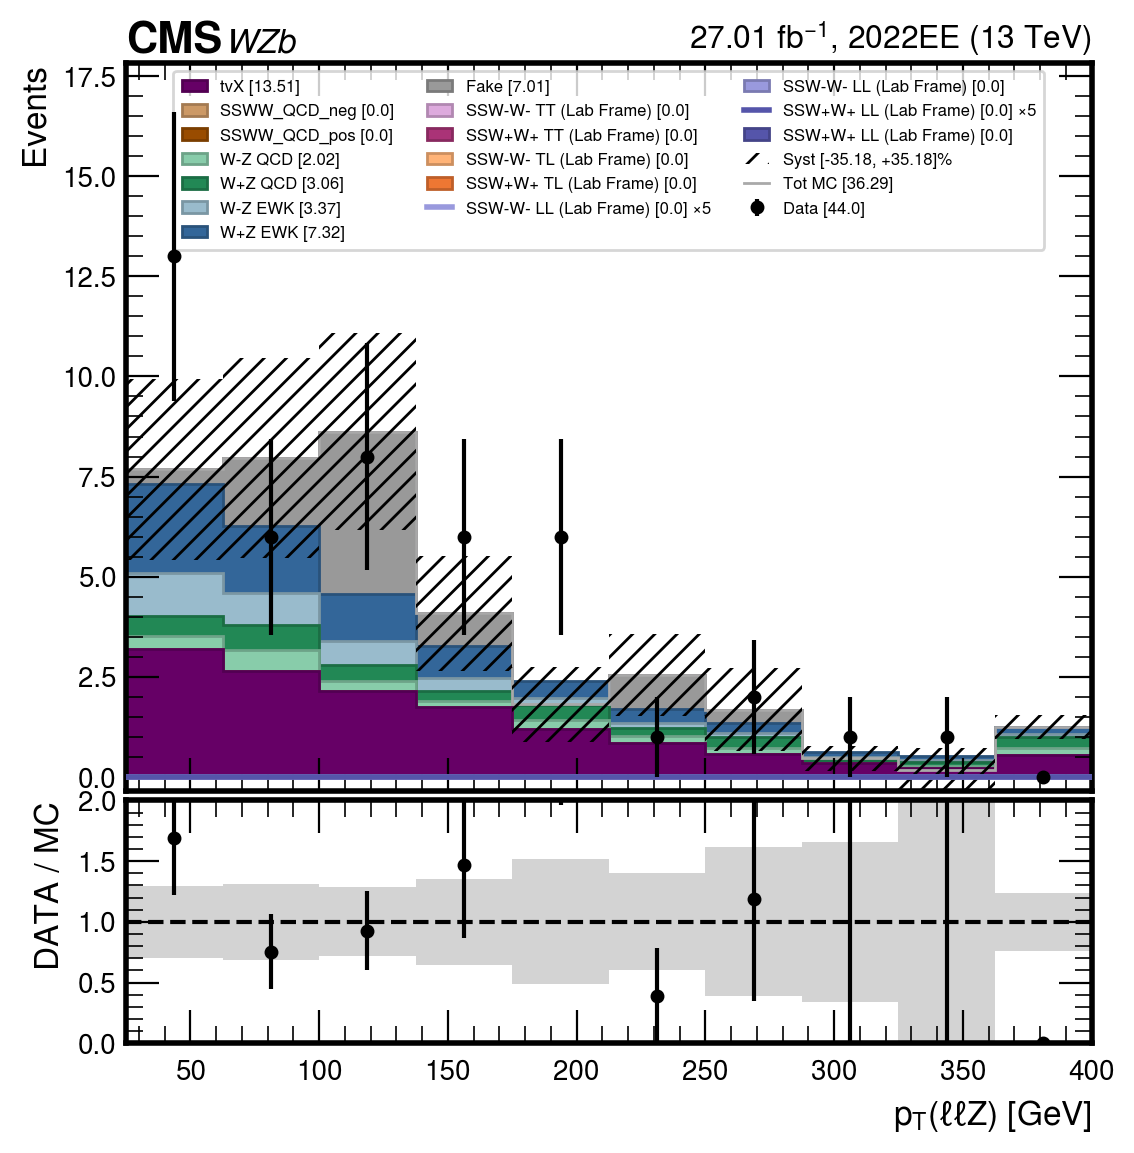 CMS WZb 27.01 fb⁻¹, 2022EE (13 TeV)
Events
17.5
15.0
12.5
10.0
7.5
5.0
2.5
0.0
tvX [13.51]
SSWW_QCD_neg [0.0]
SSWW_QCD_pos [0.0]
W-Z QCD [2.02]
W+Z QCD [3.06]
W-Z EWK [3.37]
W+Z EWK [7.32]
Fake [7.01]
SSW-W- TT (Lab Frame) [0.0]
SSW+W+ TT (Lab Frame) [0.0]
SSW-W- TL (Lab Frame) [0.0]
SSW+W+ TL (Lab Frame) [0.0]
SSW-W- LL (Lab Frame) [0.0] ×5
SSW-W- LL (Lab Frame) [0.0]
SSW+W+ LL (Lab Frame) [0.0] ×5
SSW+W+ LL (Lab Frame) [0.0]
Syst [-35.18, +35.18]%
Tot MC [36.29]
Data [44.0]
DATA / MC
2.0
1.5
1.0
0.5
0.0
50 100 150 200 250 300 350 400
p_T(ℓℓZ) [GeV]